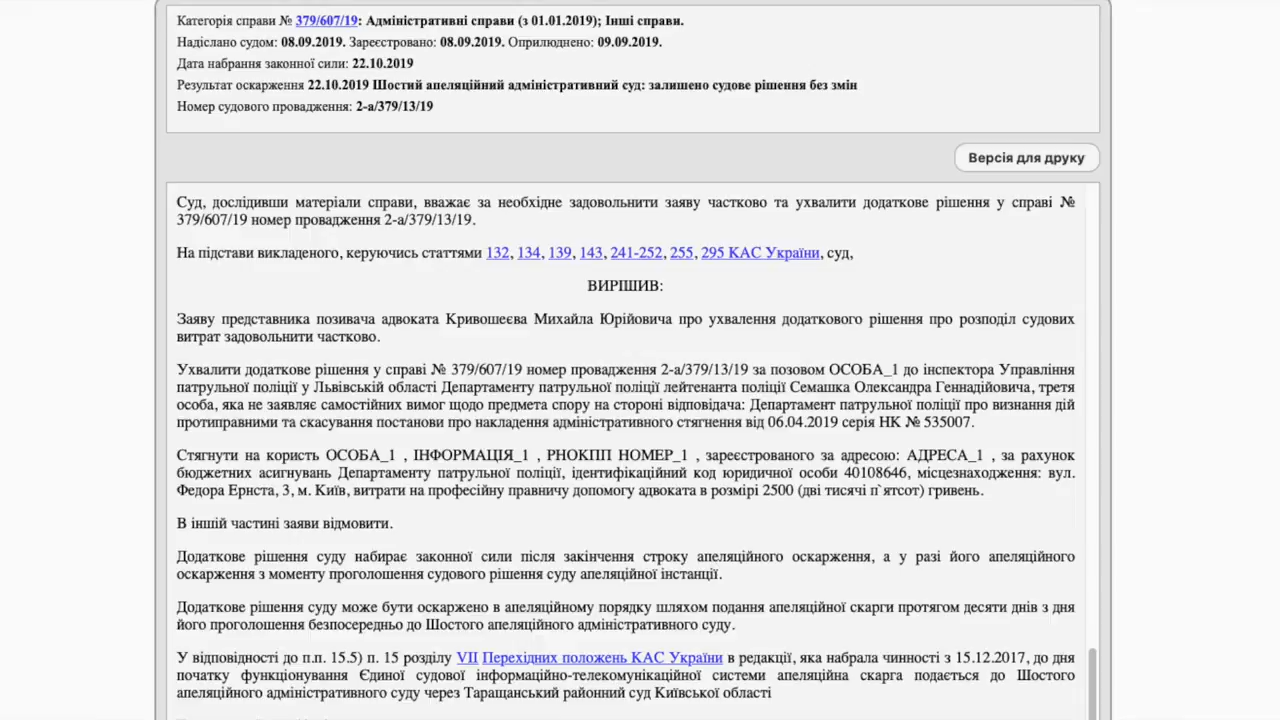 Категорія справи № 379/607/19: Адміністративні справи (з 01.01.2019); Інші справи.
Надіслано судом: 08.09.2019. Зареєстровано: 08.09.2019. Оприлюднено: 09.09.2019.
Дата набрання законної сили: 22.10.2019
Результат оскарження 22.10.2019 Шостий апеляційний адміністративний суд: залишено судове рішення без змін
Номер судового провадження: 2-а/379/13/19
Версія для друку
Суд, дослідивши матеріали справи, вважає за необхідне задовольнити заяву частково та ухвалити додаткове рішення у справі №
379/607/19 номер провадження 2-а/379/13/19.
На підстави викладеного, керуючись статтями 132, 134, 139, 143, 241-252, 255, 295 КАС України, суд,
ВИРІШИВ:
Заяву представника позивача адвоката Кривошеєва Михайла Юрійовича про ухвалення додаткового рішення про розподіл судових
витрат задовольнити частково.
Ухвалити додаткове рішення у справі № 379/607/19 номер провадження 2-а/379/13/19 за позовом ОСОБА_1 до інспектора Управління
патрульної поліції у Львівській області Департаменту патрульної поліції лейтенанта поліції Семашка Олександра Геннадійовича, третя
особа, яка не заявляє самостійних вимог щодо предмета спору на стороні відповідача: Департамент патрульної поліції про визнання дій
протиправними та скасування постанови про накладення адміністративного стягнення від 06.04.2019 серія НК № 535007.
Стягнути на користь ОСОБА_1 , ІНФОРМАЦІЯ_1 , РНОКПП НОМЕР_1 , зареєстрованого за адресою: АДРЕСА_1 , за рахунок
бюджетних асигнувань Департаменту патрульної поліції, ідентифікаційний код юридичної особи 40108646, місцезнаходження: вул.
Федора Ернста, 3, м. Київ, витрати на професійну правничу допомогу адвоката в розмірі 2500 (дві тисячі п`ятсот) гривень.
В іншій частині заяви відмовити.
Додаткове рішення суду набирає законної сили після закінчення строку апеляційного оскарження, а у разі його апеляційного
оскарження з моменту проголошення судового рішення суду апеляційної інстанції.
Додаткове рішення суду може бути оскаржено в апеляційному порядку шляхом подання апеляційної скарги протягом десяти днів з дня
його проголошення безпосередньо до Шостого апеляційного адміністративного суду.
У відповідності до п.п. 15.5) п. 15 розділу VII Перехідних положень КАС України в редакції, яка набрала чинності з 15.12.2017, до дня
початку функціонування Єдиної судової інформаційно-телекомунікаційної системи апеляційна скарга подається до Шостого
апеляційного адміністративного суду через Таращанський районний суд Київської області